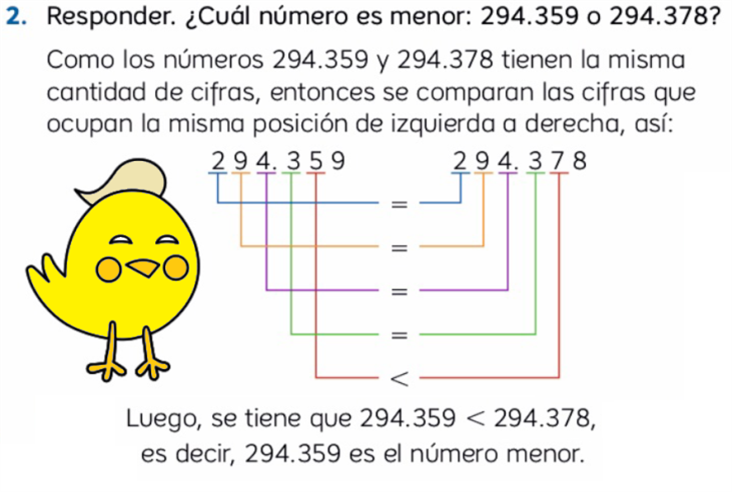 2. Responder. ¿Cuál número es menor: 294.359 o 294.378?
Como los números 294.359 y 294.378 tienen la misma
cantidad de cifras, entonces se comparan las cifras que
ocupan la misma posición de izquierda a derecha, así:
294.359 294.378
=
=
=
=
<
Luego, se tiene que 294.359 < 294.378,
es decir, 294.359 es el número menor.